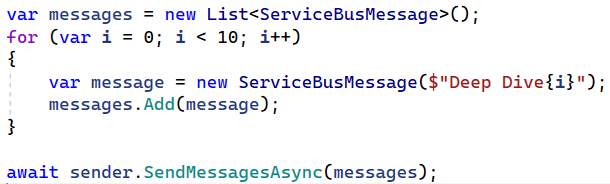 var messages = new List<ServiceBusMessage>();
for (var i = 0; i < 10; i++)
{
    var message = new ServiceBusMessage($"Deep Dive{i}");
    messages.Add(message);
}

await sender.SendMessagesAsync(messages);